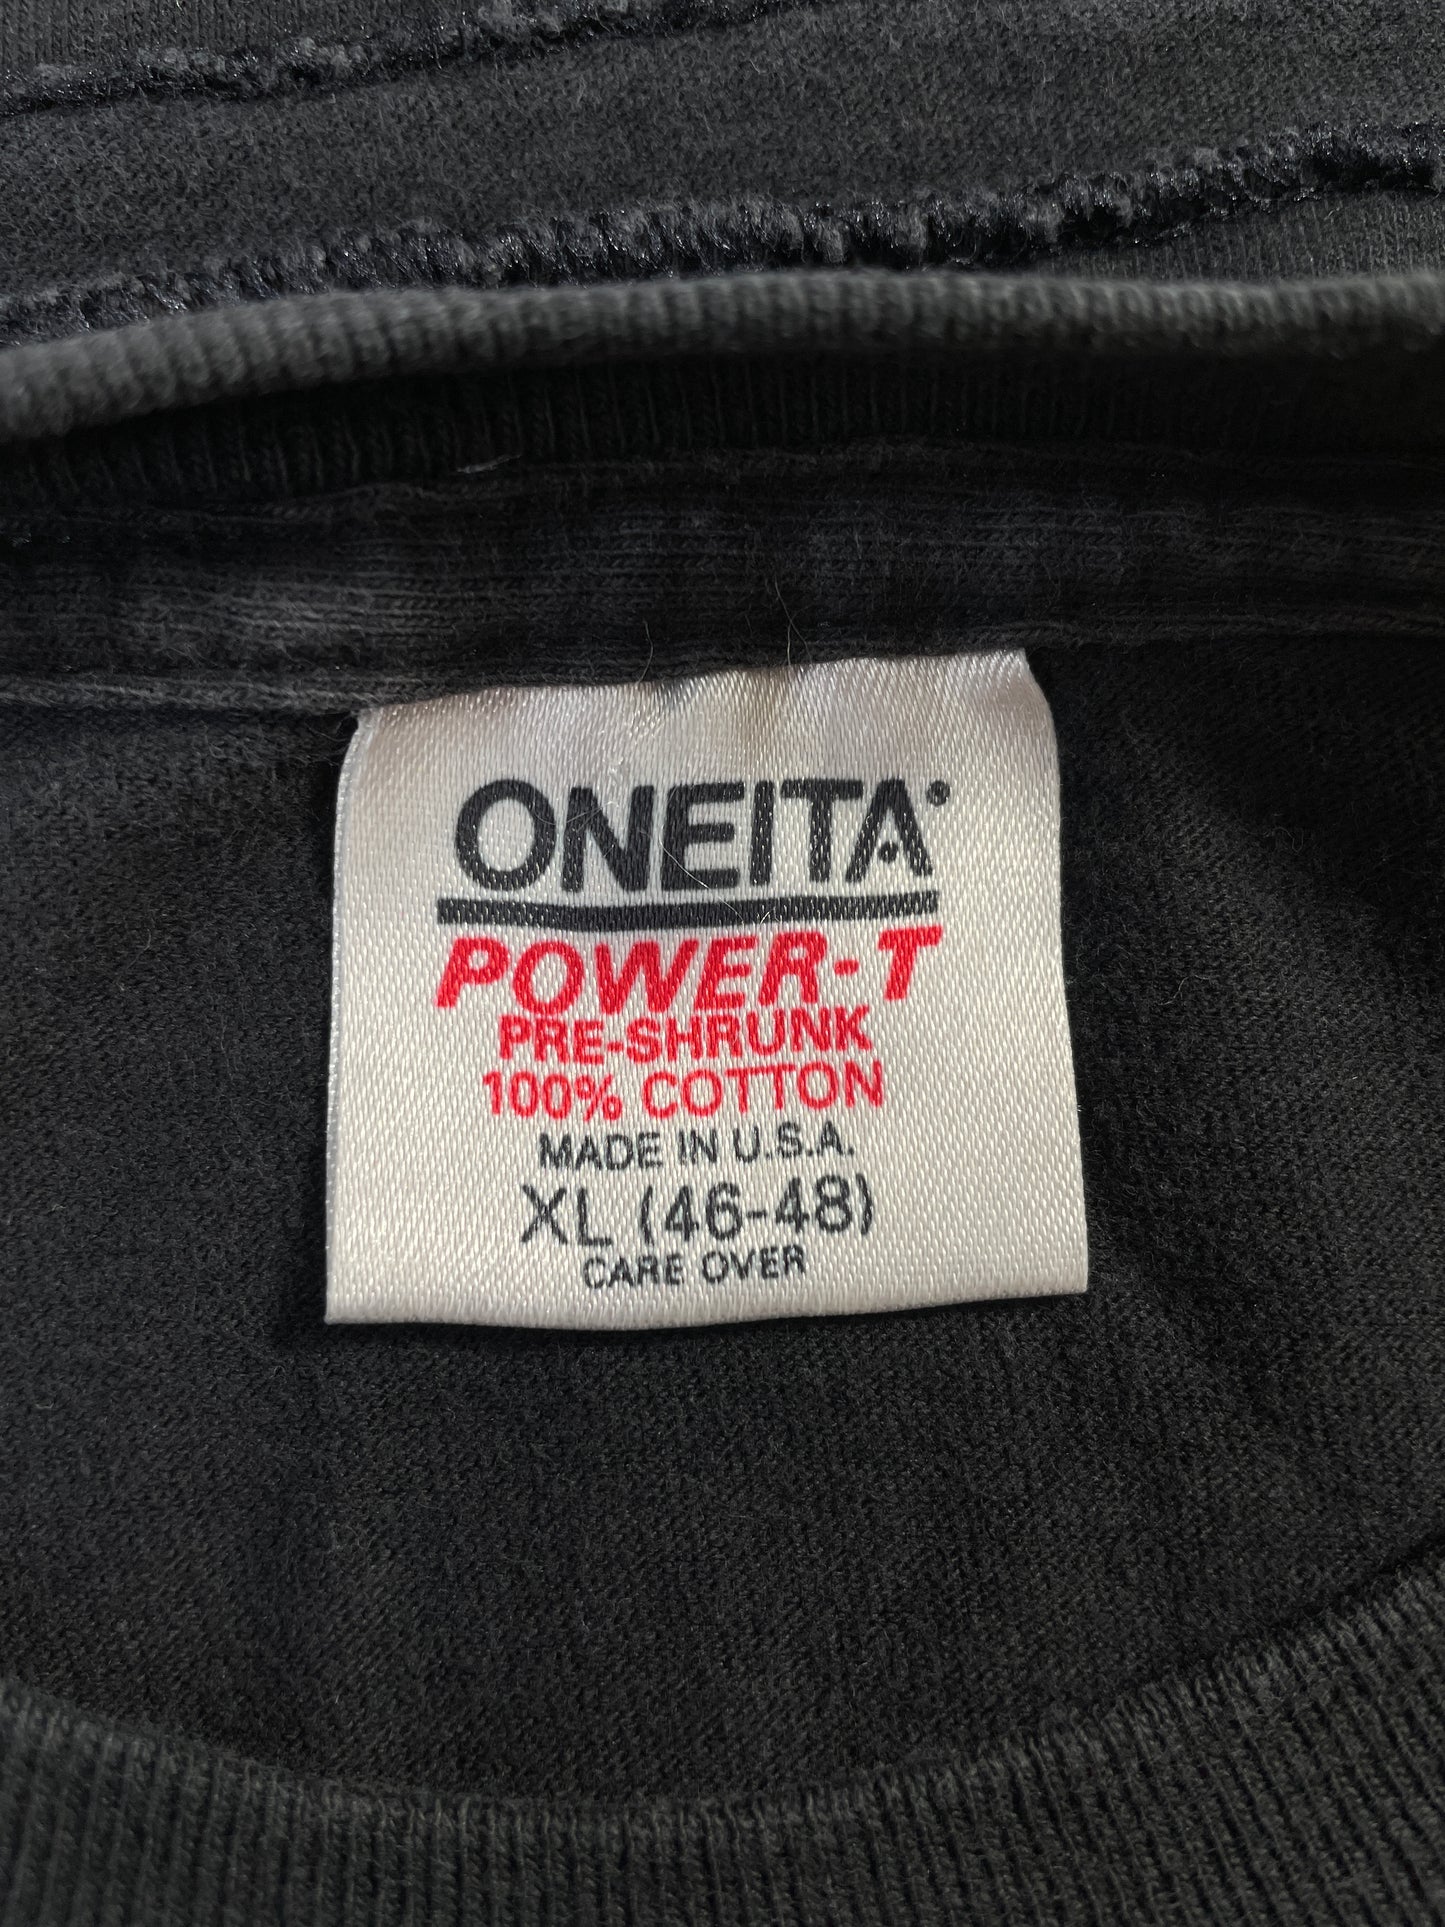 ONEITA
POWER-T
PRE-SHRUNK
100% COTTON
MADE IN U.S.A.
XL (46-48)
CARE OVER